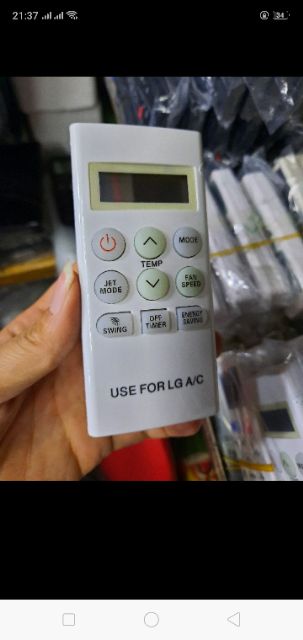 21:37
34
TEMP
MODE
JET
MODE
FAN
SPEED
SWING
OFF
TIMER
ENERGY
SAVING
USE FOR LG A/C